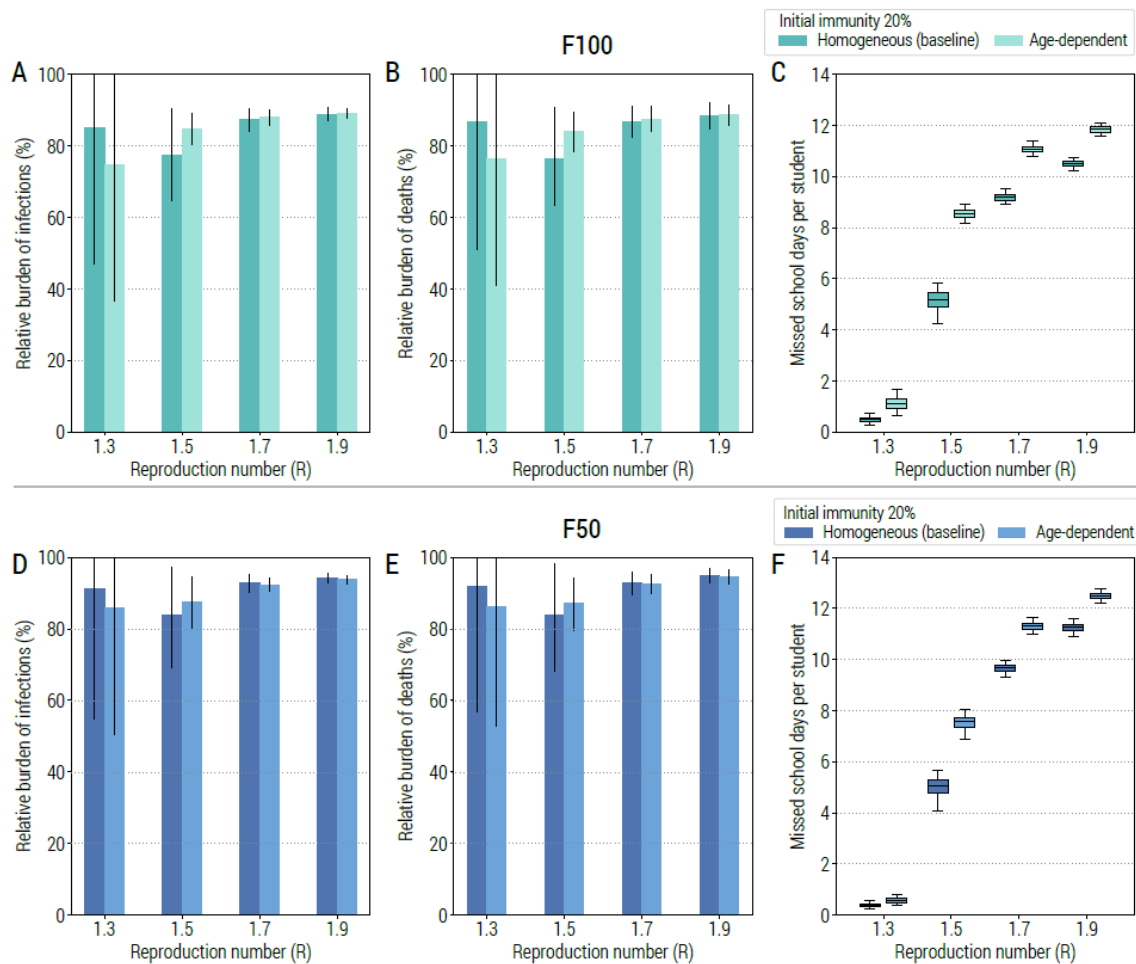 Initial immunity 20%
Homogeneous (baseline) Age-dependent
F100
A
B
C
100
80
60
40
20
0
Relative burden of infections (%)
1.3 1.5 1.7 1.9
Reproduction number (R)
100
80
60
40
20
0
Relative burden of deaths (%)
1.3 1.5 1.7 1.9
Reproduction number (R)
14
12
10
8
6
4
2
0
Missed school days per student
1.3 1.5 1.7 1.9
Reproduction number (R)
Initial immunity 20%
Homogeneous (baseline) Age-dependent
F50
D
E
F
100
80
60
40
20
0
Relative burden of infections (%)
1.3 1.5 1.7 1.9
Reproduction number (R)
100
80
60
40
20
0
Relative burden of deaths (%)
1.3 1.5 1.7 1.9
Reproduction number (R)
14
12
10
8
6
4
2
0
Missed school days per student
1.3 1.5 1.7 1.9
Reproduction number (R)